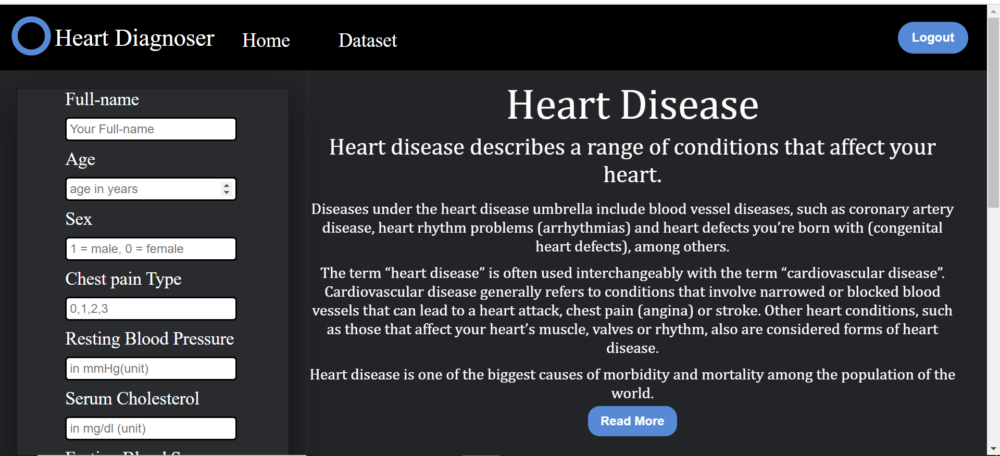 Heart Diagnoser Home Dataset Logout
Full-name
Your Full-name
Age
age in years
Sex
1 = male, 0 = female
Chest pain Type
0,1,2,3
Resting Blood Pressure
in mmHg(unit)
Serum Cholesterol
in mg/dl (unit)
Heart Disease
Heart disease describes a range of conditions that affect your
heart.
Diseases under the heart disease umbrella include blood vessel diseases, such as coronary artery
disease, heart rhythm problems (arrhythmias) and heart defects you’re born with (congenital
heart defects), among others.
The term “heart disease” is often used interchangeably with the term “cardiovascular disease”.
Cardiovascular disease generally refers to conditions that involve narrowed or blocked blood
vessels that can lead to a heart attack, chest pain (angina) or stroke. Other heart conditions, such
as those that affect your heart’s muscle, valves or rhythm, also are considered forms of heart
disease.
Heart disease is one of the biggest causes of morbidity and mortality among the population of the
world.
Read More